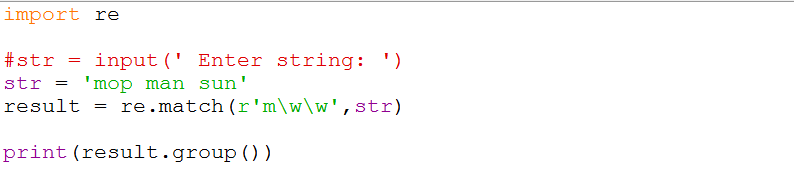 import re
#str = input(' Enter string: ')
str = 'mop man sun'
result = re.match(r'm\w\w',str)
print(result.group())